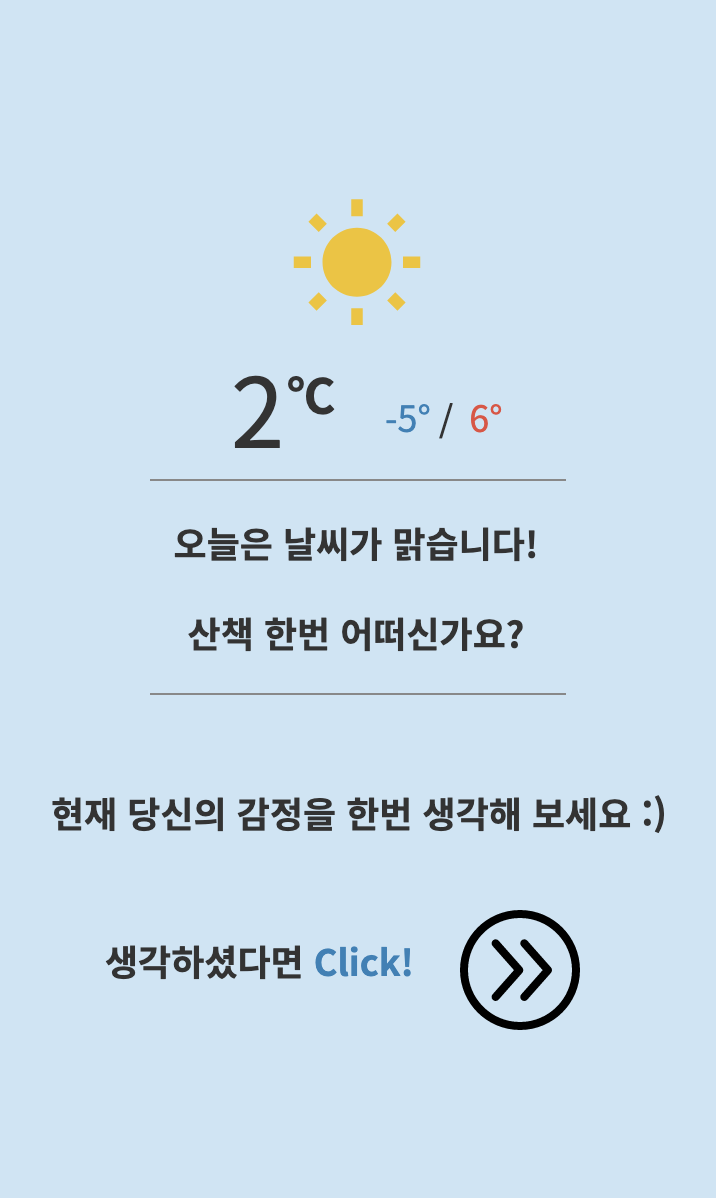 2°C -5° / 6°
오늘은 날씨가 맑습니다!
산책 한번 어떠신가요?
현재 당신의 감정을 한번 생각해 보세요 :)
생각하셨다면 Click!